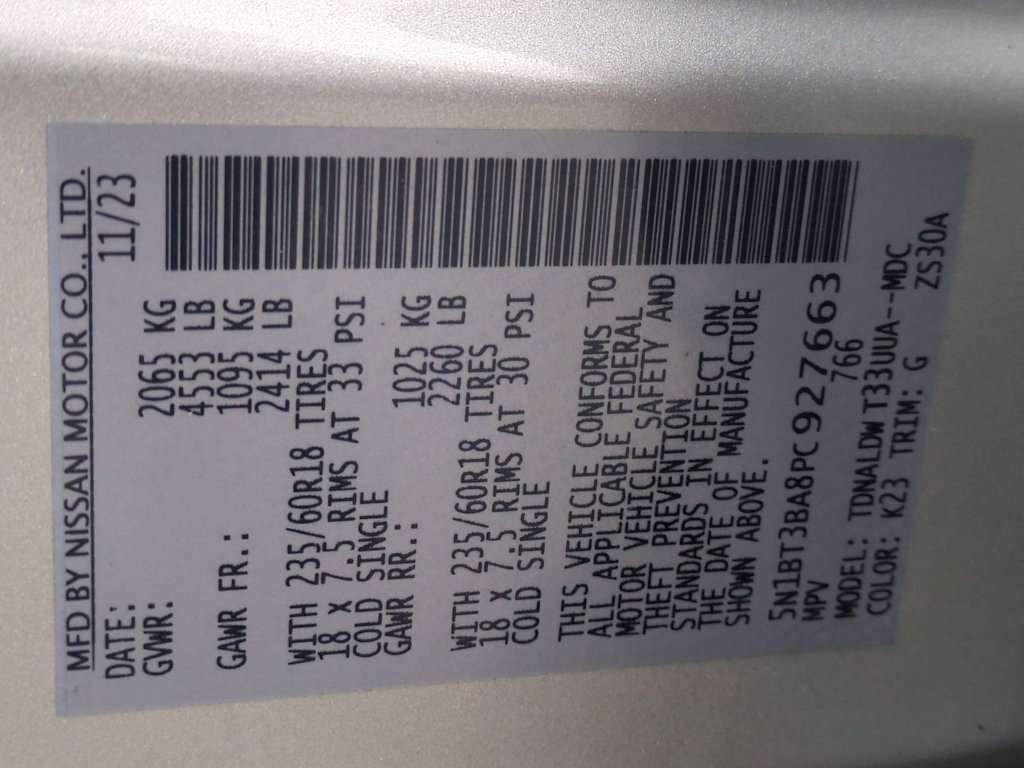 MFD BY NISSAN MOTOR CO., LTD.
DATE: 11/23
GVWR: 2065 KG
4553 LB
GAWR FR.: 1095 KG
2414 LB
WITH 235/60R18 TIRES
18 X 7.5 RIMS AT 33 PSI
COLD SINGLE
GAWR RR.: 1025 KG
2260 LB
WITH 235/60R18 TIRES
18 X 7.5 RIMS AT 30 PSI
COLD SINGLE
THIS VEHICLE CONFORMS TO
ALL APPLICABLE FEDERAL
MOTOR VEHICLE SAFETY AND
THEFT PREVENTION
STANDARDS IN EFFECT ON
THE DATE OF MANUFACTURE
SHOWN ABOVE.
5N1BT3BA8PC927663
MPV 766
MODEL: TDNALDWT33UUA--MDC
COLOR: K23 TRIM: G ZS30A